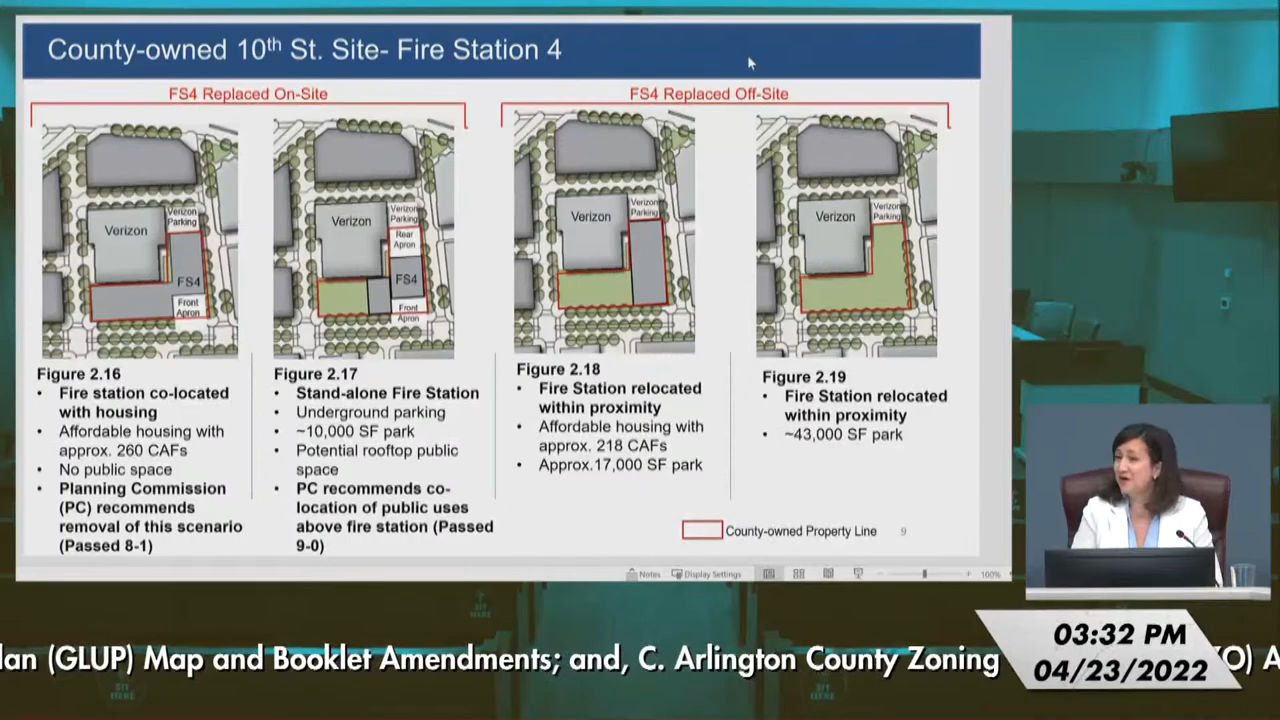 County-owned 10th St. Site- Fire Station 4
FS4 Replaced On-Site
FS4 Replaced Off-Site
Verizon
Verizon
Parking
FS4
Front
Apron
Verizon
Verizon
Parking
Rear
Apron
FS4
Front
Apron
Verizon
Verizon
Parking
Verizon
Verizon
Parking
Figure 2.16
• Fire station co-located
with housing
• Affordable housing with
approx. 260 CAFs
• No public space
• Planning Commission
(PC) recommends
removal of this scenario
(Passed 8-1)
Figure 2.17
• Stand-alone Fire Station
• Underground parking
• ~10,000 SF park
• Potential rooftop public
space
• PC recommends co-
location of public uses
above fire station (Passed
9-0)
Figure 2.18
• Fire Station relocated
within proximity
• Affordable housing with
approx. 218 CAFs
• Approx.17,000 SF park
Figure 2.19
• Fire Station relocated
within proximity
• ~43,000 SF park
County-owned Property Line
9
Notes Display Settings 100%
lan (GLUP) Map and Booklet Amendments; and, C. Arlington County Zoning
O) A
03:32 PM
04/23/2022